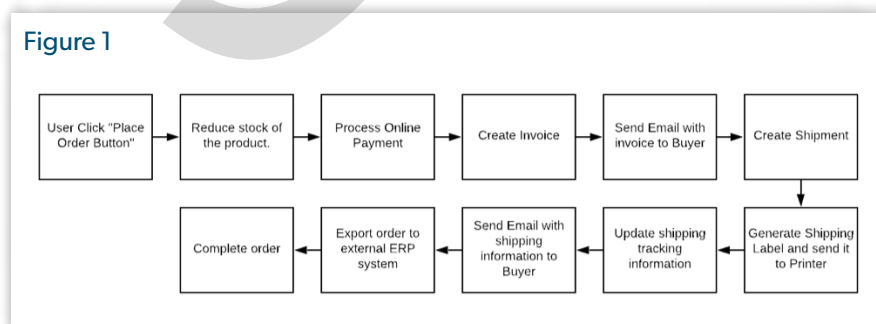 Figure 1
User Click "Place
Order Button"
Reduce stock of
the product.
Process Online
Payment
Create Invoice
Send Email with
invoice to Buyer
Create Shipment
Generate Shipping
Label and send it
to Printer
Update shipping
tracking
information
Send Email with
shipping
information to
Buyer
Export order to
external ERP
system
Complete order